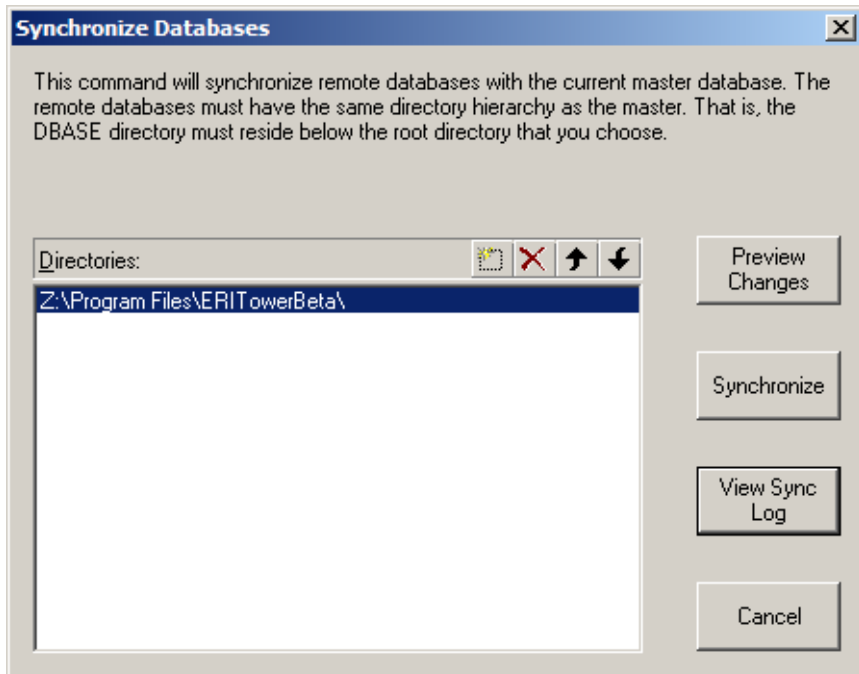 Synchronize Databases
This command will synchronize remote databases with the current master database. The
remote databases must have the same directory hierarchy as the master. That is, the
DBASE directory must reside below the root directory that you choose.
Directories:
Z:\Program Files\ERITowerBeta\
Preview
Changes
Synchronize
View Sync
Log
Cancel